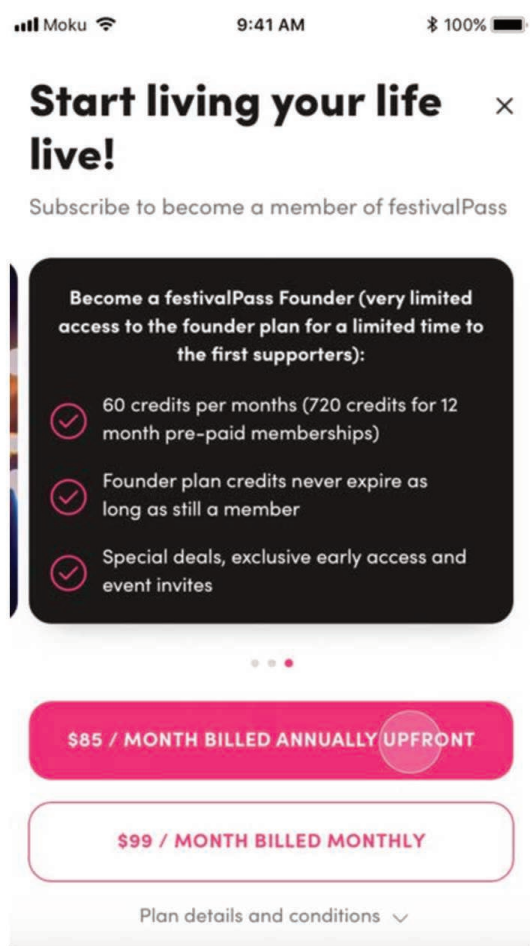 Moku 9:41 AM 100%
Start living your life
live!
Subscribe to become a member of festivalPass
Become a festivalPass Founder (very limited
access to the founder plan for a limited time to
the first supporters):
60 credits per months (720 credits for 12
month pre-paid memberships)
Founder plan credits never expire as
long as still a member
Special deals, exclusive early access and
event invites
$85 / MONTH BILLED ANNUALLY UPFRONT
$99 / MONTH BILLED MONTHLY
Plan details and conditions